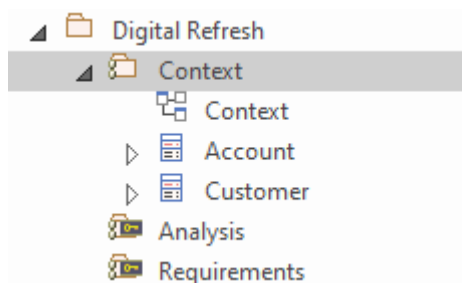 Digital Refresh
Context
Context
Account
Customer
Analysis
Requirements